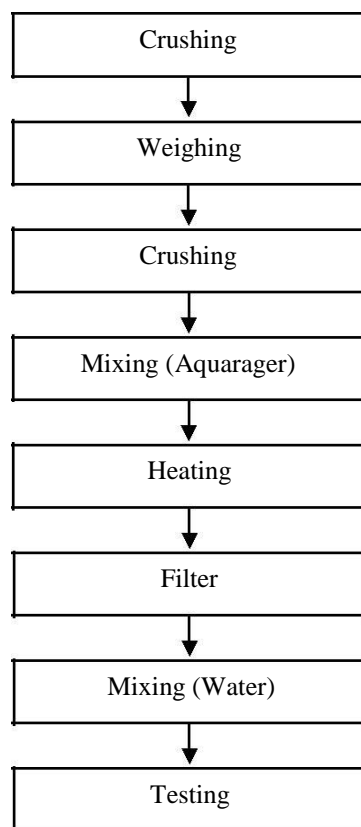 Crushing
Weighing
Crushing
Mixing (Aquarager)
Heating
Filter
Mixing (Water)
Testing